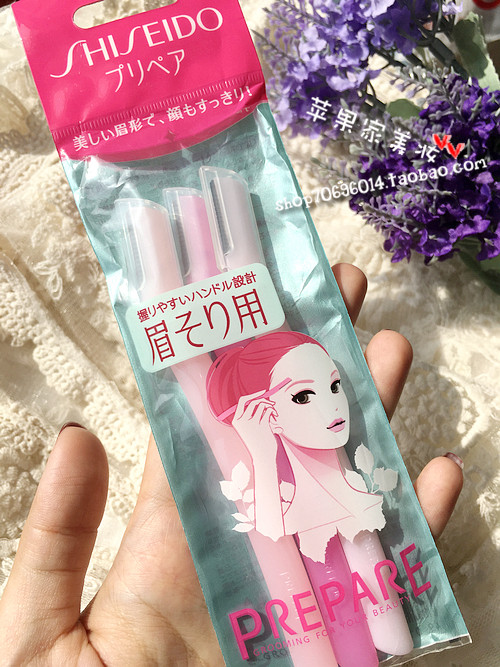 SHISEIDO
プリペア
美しい眉形で、顔もすっきり!
苹果家美妆
shop70696014.taobao.com
握りやすいハンドル設計
眉そり用
PREPARE
GROOMING FOR YOUR BEAUTY